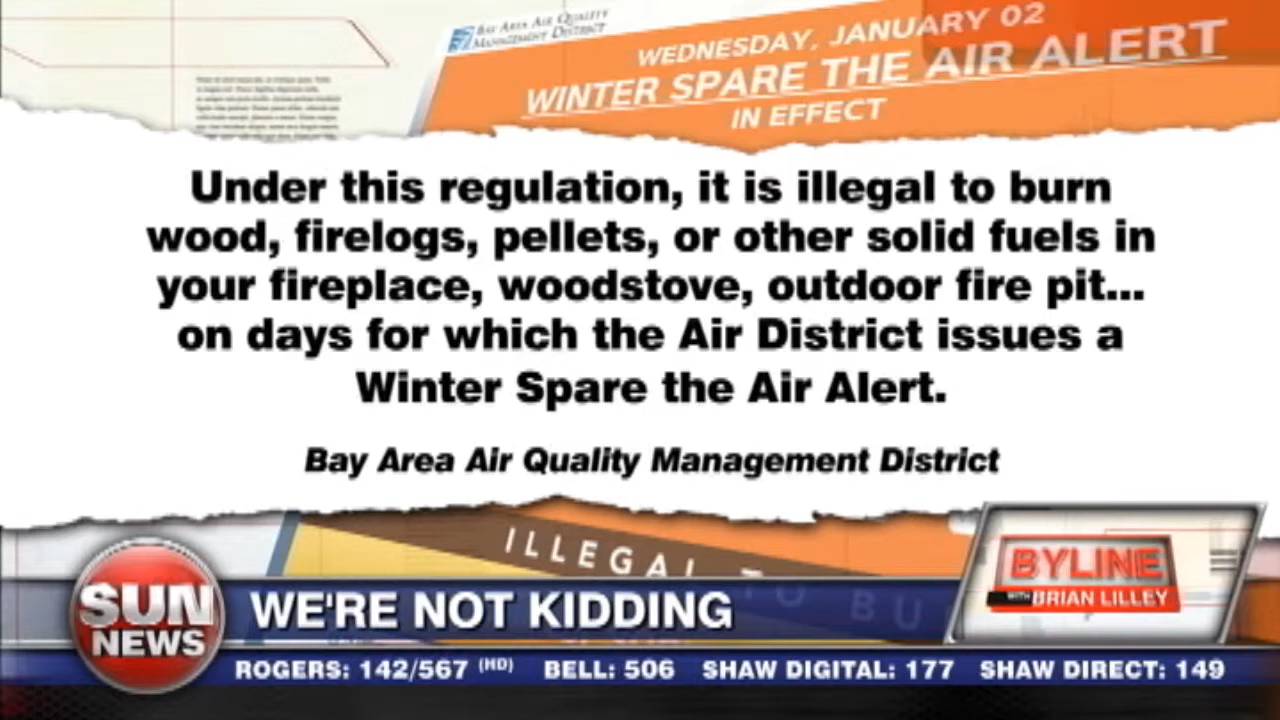 BAY AREA AIR QUALITY
MANAGEMENT DISTRICT
WEDNESDAY, JANUARY 02
WINTER SPARE THE AIR ALERT
IN EFFECT
Under this regulation, it is illegal to burn
wood, firelogs, pellets, or other solid fuels in
your fireplace, woodstove, outdoor fire pit...
on days for which the Air District issues a
Winter Spare the Air Alert.
Bay Area Air Quality Management District
ILLEGAL TO BU
BYLINE
WITH BRIAN LILLEY
SUN
NEWS
WE'RE NOT KIDDING
ROGERS: 142/567 (HD) BELL: 506 SHAW DIGITAL: 177 SHAW DIRECT: 149